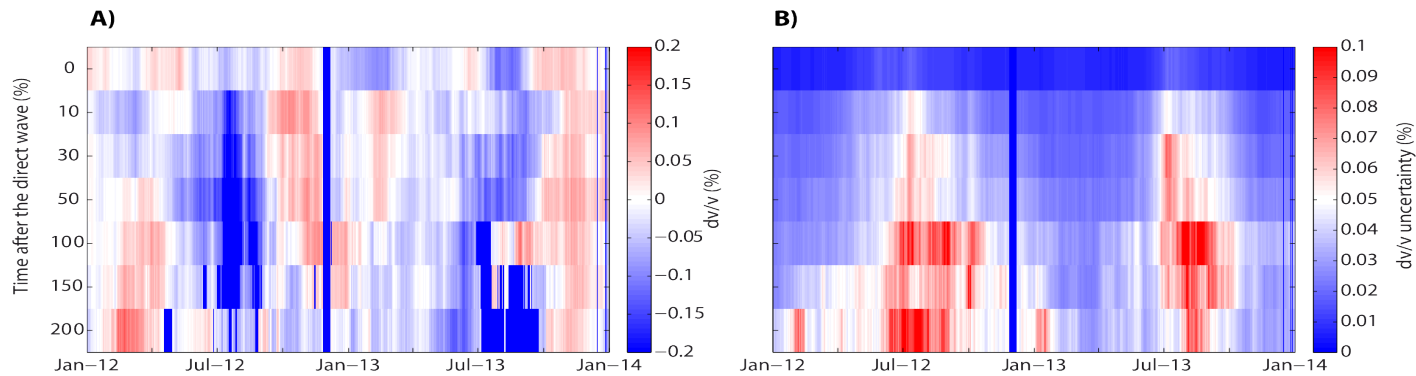 A)
B)
Time after the direct wave (%)
0
10
30
50
100
150
200
Jan−12
Jul−12
Jan−13
Jul−13
Jan−14
0.2
0.15
0.1
0.05
0
−0.05
−0.1
−0.15
−0.2
dv/v (%)
Jan−12
Jul−12
Jan−13
Jul−13
Jan−14
0.1
0.09
0.08
0.07
0.06
0.05
0.04
0.03
0.02
0.01
0
dv/v uncertainty (%)